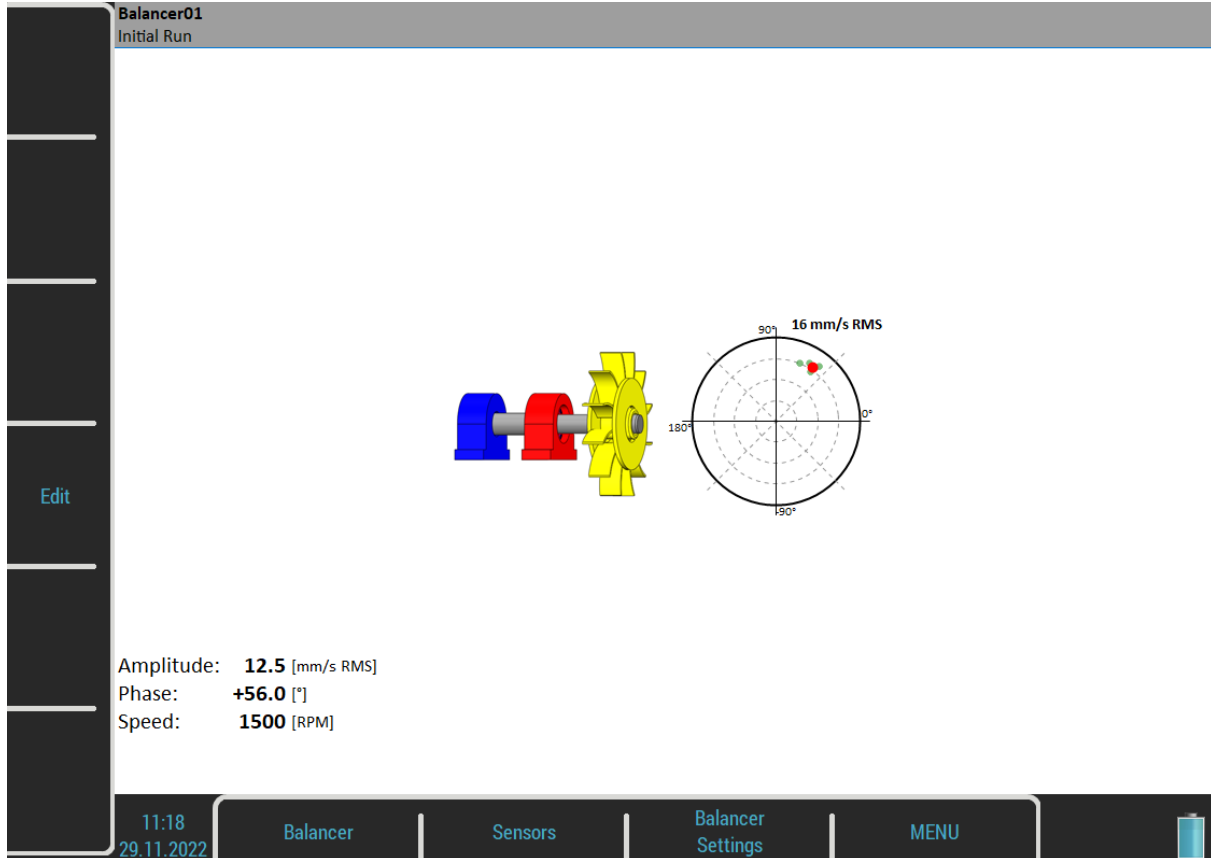 Balancer01
Initial Run
90°
16 mm/s RMS
180°
0°
-90°
Edit
Amplitude: 12.5 [mm/s RMS]
Phase: +56.0 [°]
Speed: 1500 [RPM]
11:18
29.11.2022
Balancer
Sensors
Balancer
Settings
MENU